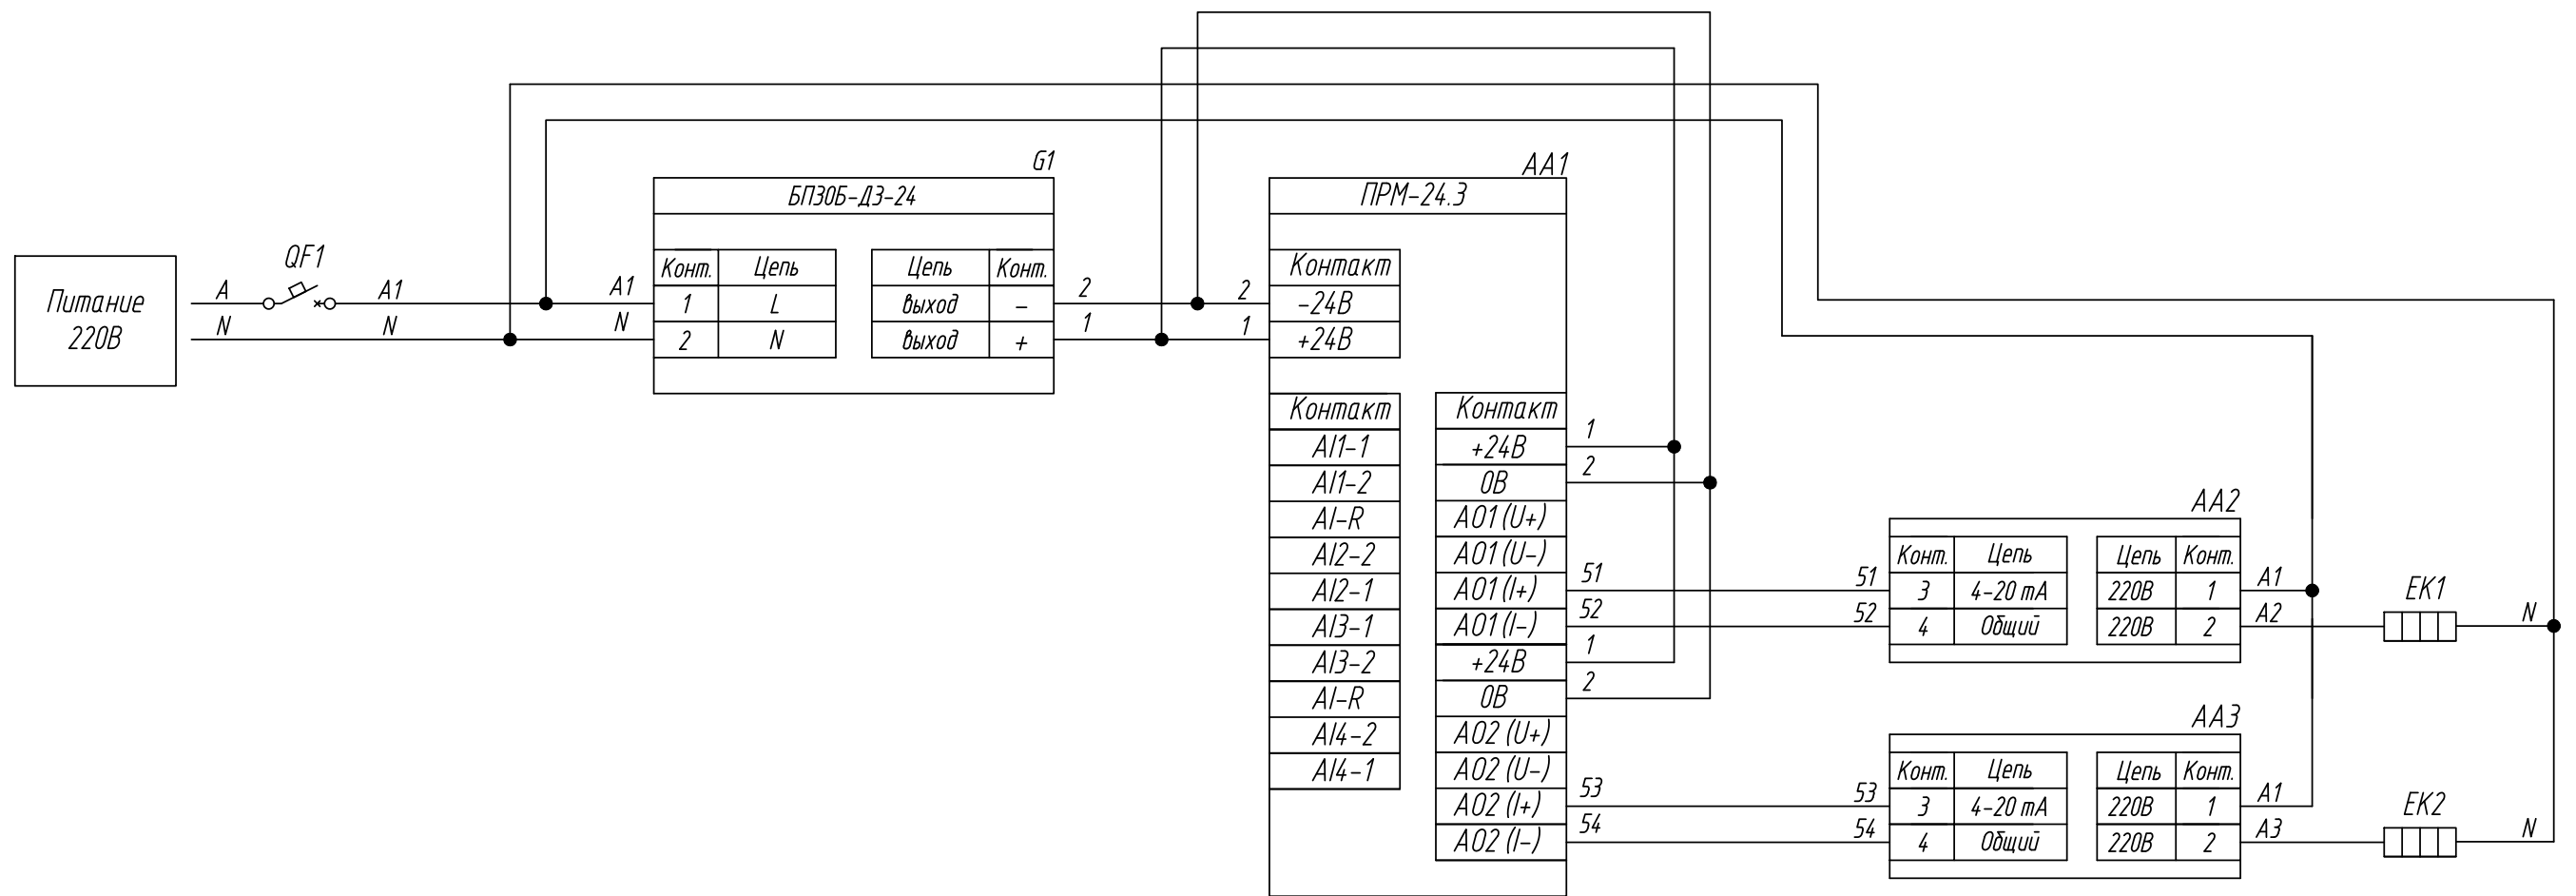 Питание
220В
A
N
QF1
A1
N
A1
N
G1
БП30Б-Д3-24
Конт. Цепь
1 L
2 N
Цепь Конт.
выход –
выход +
2
1
2
1
AA1
ПРМ-24.3
Контакт
-24В
+24В
Контакт
AI1-1
AI1-2
AI-R
AI2-2
AI2-1
AI3-1
AI3-2
AI-R
AI4-2
AI4-1
Контакт
+24В
0В
AO1 (U+)
AO1 (U-)
AO1 (I+)
AO1 (I-)
+24В
0В
AO2 (U+)
AO2 (U-)
AO2 (I+)
AO2 (I-)
1
2
51
52
1
2
53
54
51
52
53
54
AA2
Конт. Цепь
3 4-20 mA
4 Общий
Цепь Конт.
220В 1
220В 2
A1
A2
EK1
N
AA3
Конт. Цепь
3 4-20 mA
4 Общий
Цепь Конт.
220В 1
220В 2
A1
A3
EK2
N